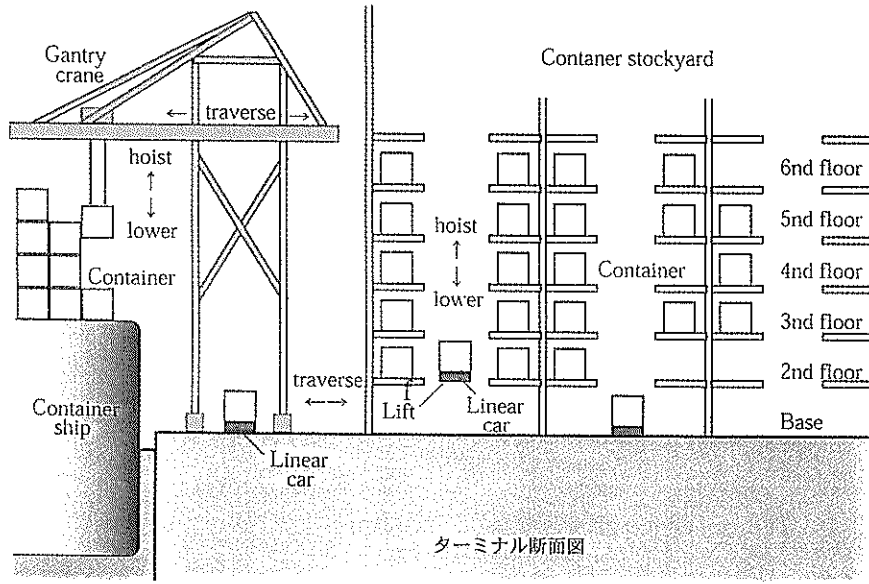 Gantry
crane
Contaner stockyard
← traverse →
hoist
↑
↓
lower
6nd floor
5nd floor
hoist
↑
↓
lower
Container
Container
4nd floor
3nd floor
traverse
←→
2nd floor
Container
ship
Lift
Linear
car
Base
Linear
car
ターミナル断面図